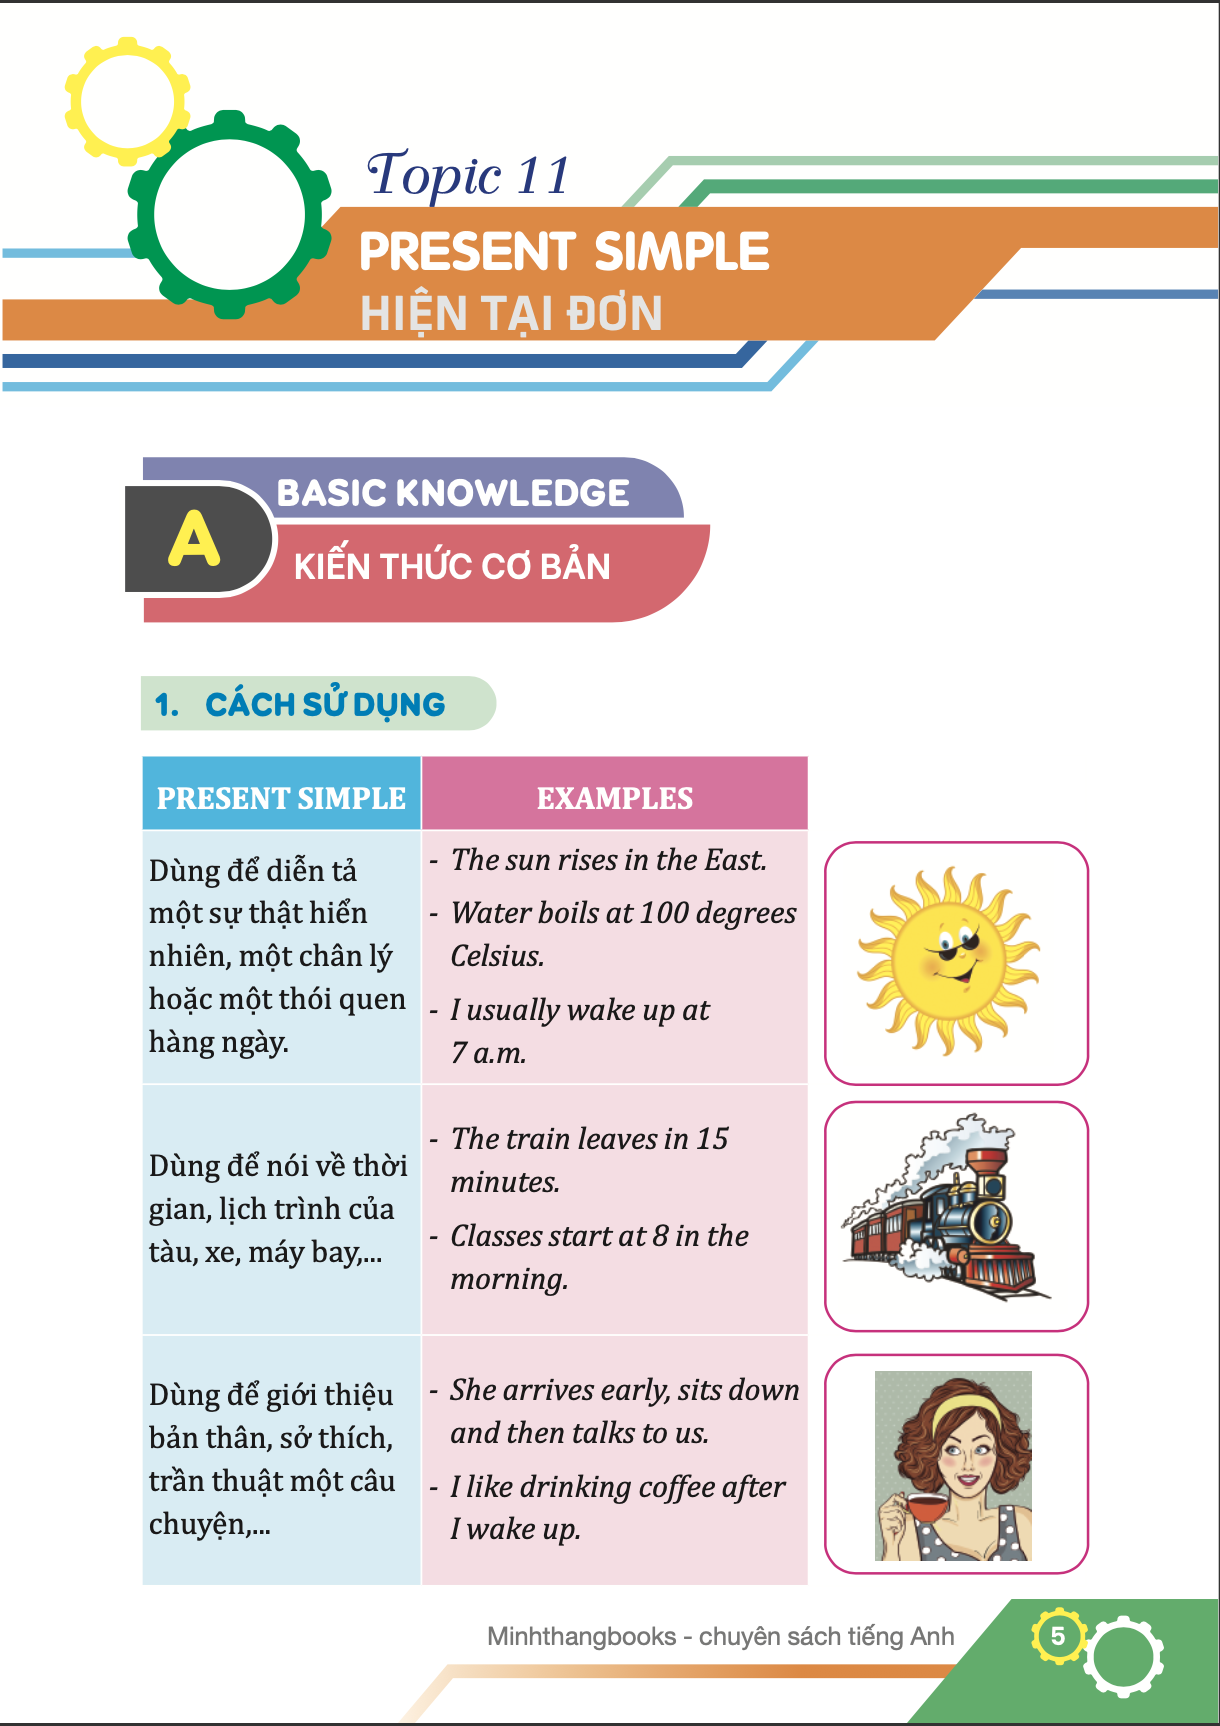 Topic 11
PRESENT SIMPLE
HIỆN TẠI ĐƠN
BASIC KNOWLEDGE
A
KIẾN THỨC CƠ BẢN
1. CÁCH SỬ DỤNG
PRESENT SIMPLE
EXAMPLES
Dùng để diễn tả
một sự thật hiển
nhiên, một chân lý
hoặc một thói quen
hàng ngày.
- The sun rises in the East.
- Water boils at 100 degrees
Celsius.
- I usually wake up at
7 a.m.
Dùng để nói về thời
gian, lịch trình của
tàu, xe, máy bay,...
- The train leaves in 15
minutes.
- Classes start at 8 in the
morning.
Dùng để giới thiệu
bản thân, sở thích,
trần thuật một câu
chuyện,...
- She arrives early, sits down
and then talks to us.
- I like drinking coffee after
I wake up.
Minhthangbooks - chuyên sách tiếng Anh
5